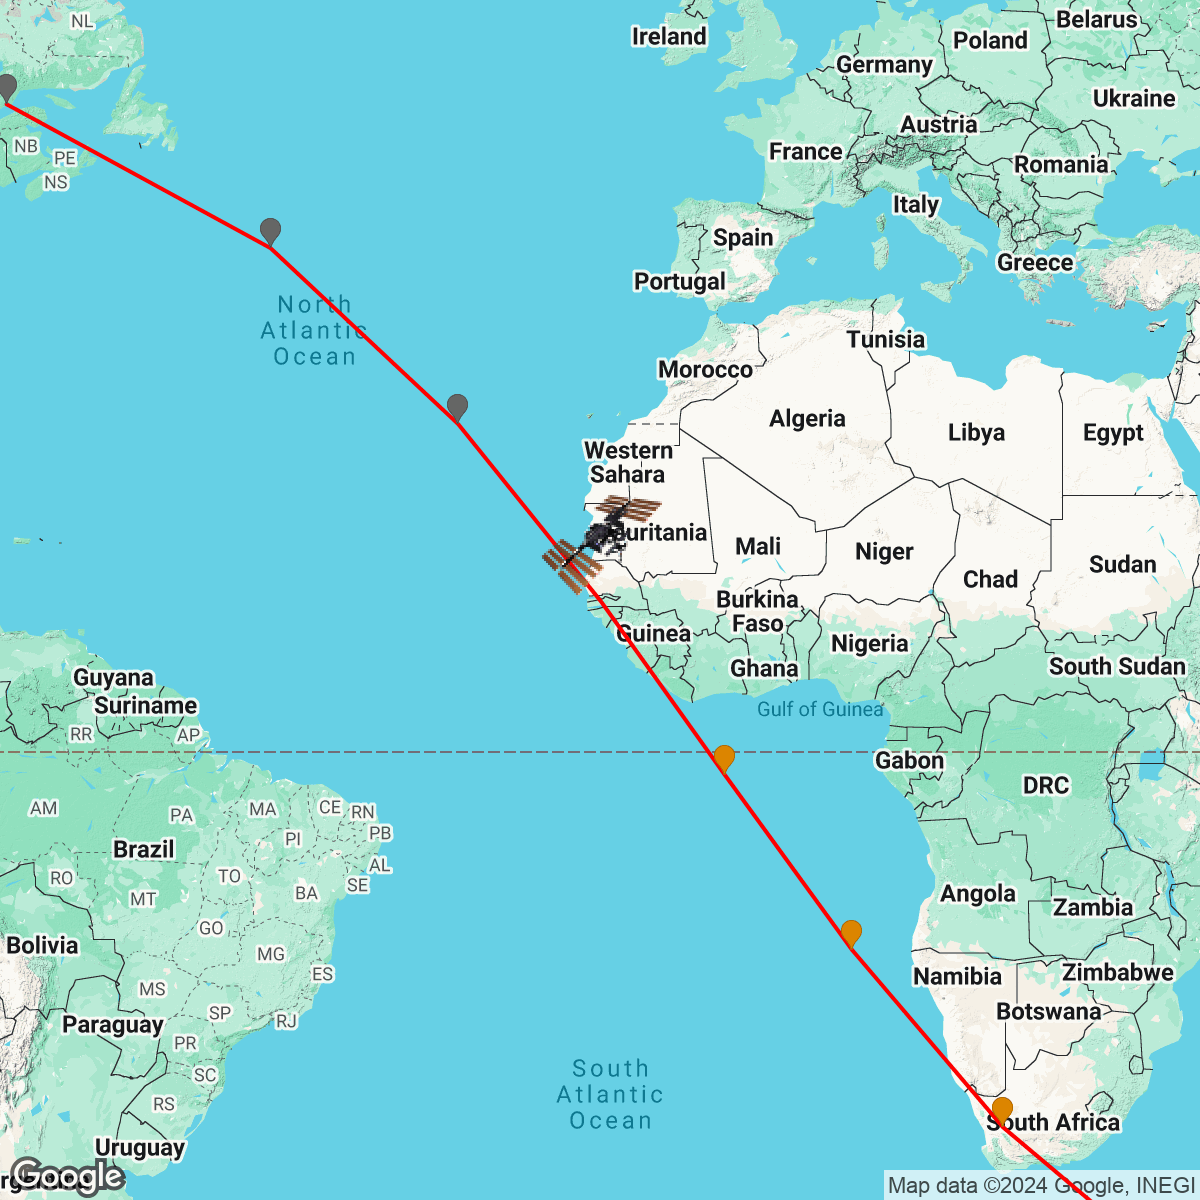 NL
Ireland
Belarus
Poland
Germany
Ukraine
Austria
NB
PE
NS
France
Romania
Italy
Spain
Portugal
Greece
North
Atlantic
Ocean
Tunisia
Morocco
Algeria
Libya
Egypt
Western
Sahara
auritania
Mali
Niger
Chad
Sudan
Burkina
Faso
Guinea
Nigeria
Ghana
South Sudan
Guyana
Suriname
Gulf of Guinea
RR
AP
Gabon
DRC
AM
PA
MA
CE
RN
PB
PI
Brazil
AL
RO
TO
SE
MT
BA
Angola
Zambia
GO
Bolivia
MG
ES
Namibia
Zimbabwe
MS
Botswana
SP
RJ
Paraguay
PR
SC
South
Atlantic
Ocean
RS
South Africa
Uruguay
Google
Map data ©2024 Google, INEGI